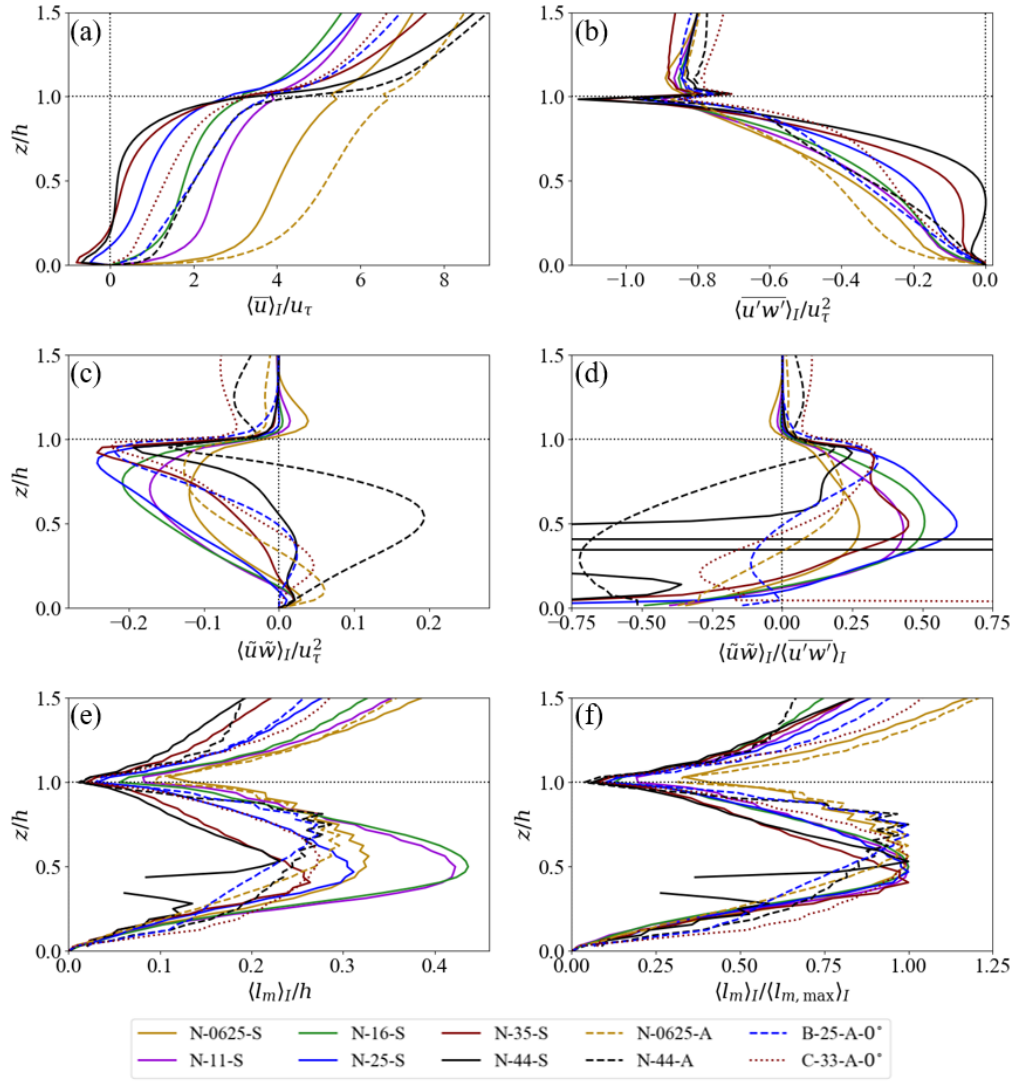 (a)
(b)
1.5
1.0
0.5
0.0
z/h
0 2 4 6 8
⟨u̅⟩_I/u_τ
1.5
1.0
0.5
0.0
z/h
−1.0 −0.8 −0.6 −0.4 −0.2 0.0
⟨u′w′⟩_I/u_τ²
(c)
(d)
1.5
1.0
0.5
0.0
z/h
−0.2 −0.1 0.0 0.1 0.2
⟨ũw̃⟩_I/u_τ²
1.5
1.0
0.5
0.0
z/h
−0.75 −0.50 −0.25 0.00 0.25 0.50 0.75
⟨ũw̃⟩_I/⟨u′w′⟩_I
(e)
(f)
1.5
1.0
0.5
0.0
z/h
0.0 0.1 0.2 0.3 0.4
⟨l_m⟩_I/h
1.5
1.0
0.5
0.0
z/h
0.00 0.25 0.50 0.75 1.00 1.25
⟨l_m⟩_I/⟨l_{m, max}⟩_I
N-0625-S N-16-S N-35-S N-0625-A B-25-A-0°
N-11-S N-25-S N-44-S N-44-A C-33-A-0°